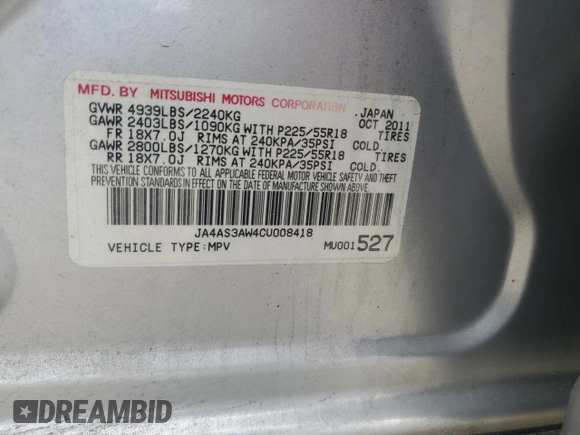 MFD. BY MITSUBISHI MOTORS CORPORATION JAPAN
GVWR 4939LBS/2240KG OCT 2011
GAWR 2403LBS/1090KG WITH P225/55R18 TIRES
FR 18X7.0J RIMS AT 240KPA/35PSI COLD.
GAWR 2800LBS/1270KG WITH P225/55R18 TIRES
RR 18X7.0J RIMS AT 240KPA/35PSI COLD.
THIS VEHICLE CONFORMS TO ALL APPLICABLE FEDERAL MOTOR VEHICLE SAFETY AND THEFT
PREVENTION STANDARDS IN EFFECT ON THE DATE OF MANUFACTURE SHOWN ABOVE.
JA4AS3AW4CU008418
VEHICLE TYPE:MPV MU001527
DREAMBID